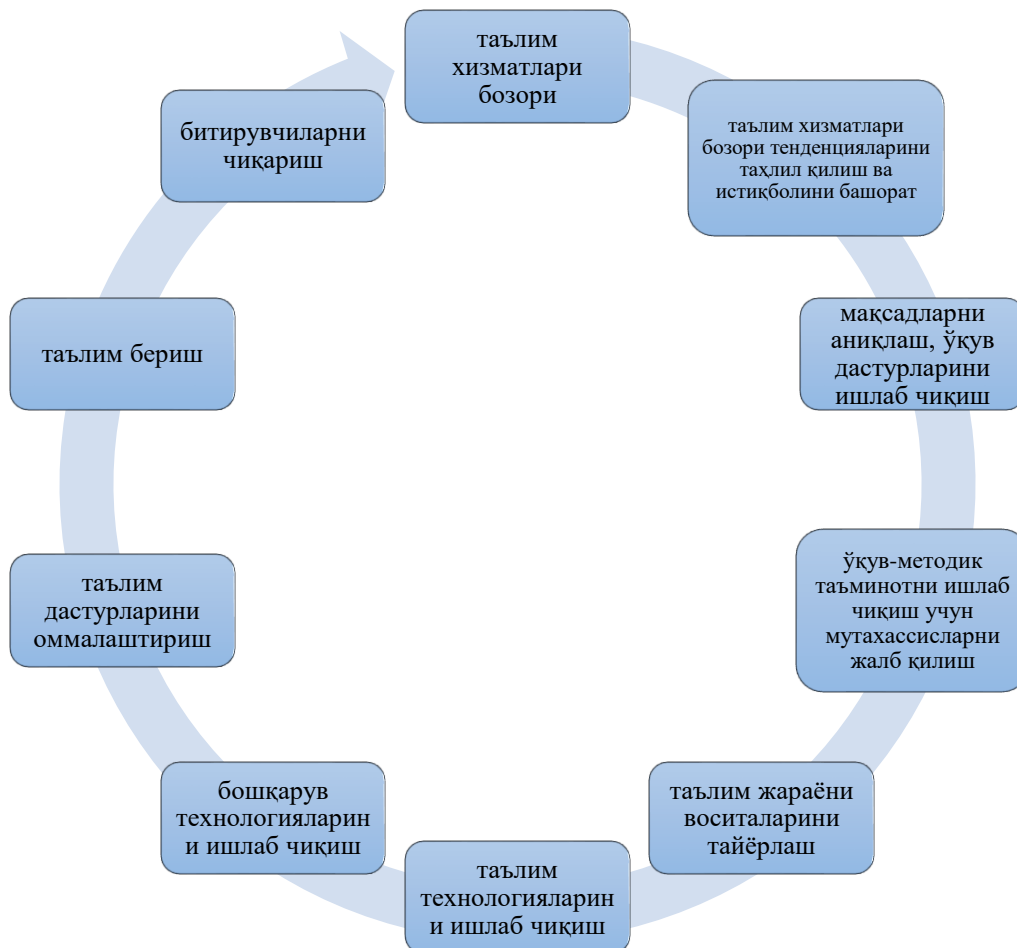 таълим
хизматлари
бозори
таълим хизматлари
бозори тенденцияларини
таҳлил қилиш ва
истиқболини башорат
мақсадларни
аниқлаш, ўқув
дастурларини
ишлаб чиқиш
ўқув-методик
таъминотни ишлаб
чиқиш учун
мутахассисларни
жалб қилиш
таълим жараёни
воситаларини
тайёрлаш
таълим
технологияларин
и ишлаб чиқиш
бошқарув
технологияларин
и ишлаб чиқиш
таълим
дастурларини
оммалаштириш
таълим бериш
битирувчиларни
чиқариш